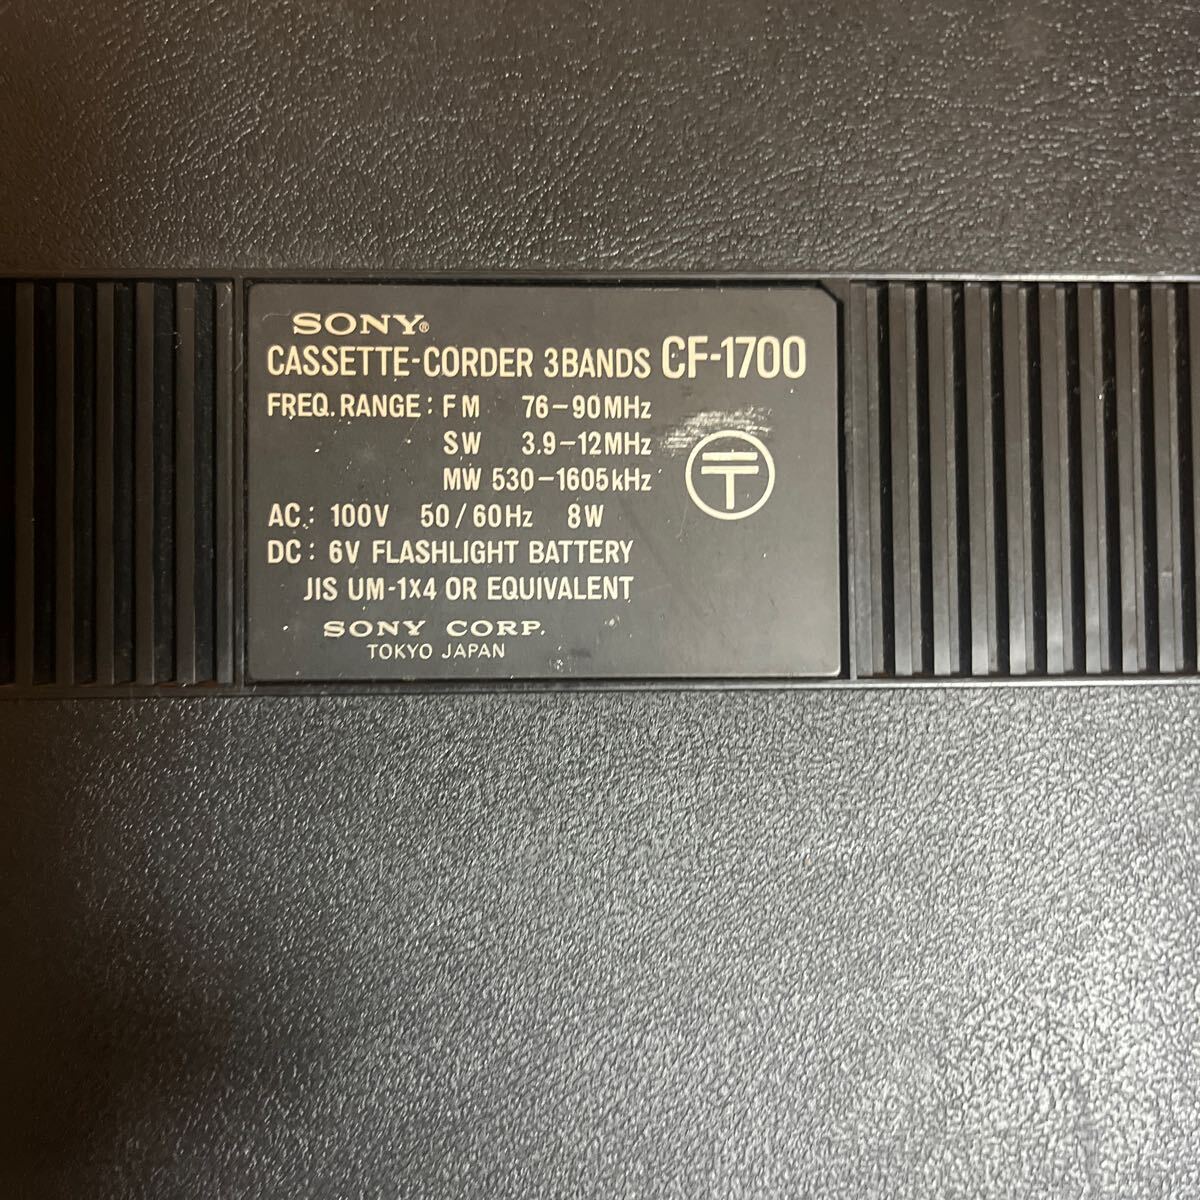 SONY®
CASSETTE-CORDER 3BANDS CF-1700
FREQ. RANGE : FM 76-90MHz
SW 3.9-12MHz
MW 530-1605kHz
〒
AC : 100V 50/60Hz 8W
DC : 6V FLASHLIGHT BATTERY
JIS UM-1X4 OR EQUIVALENT
SONY CORP.
TOKYO JAPAN